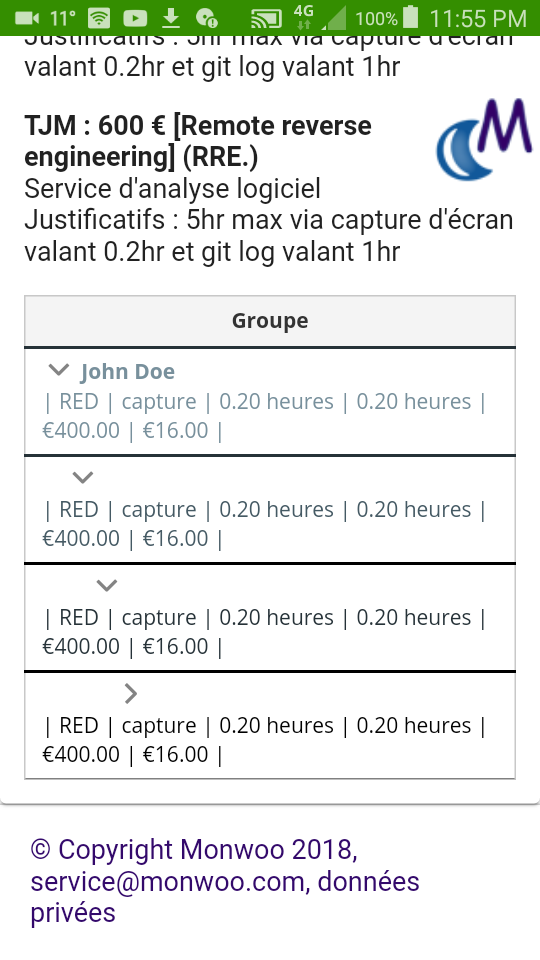 11° 4G 100% 11:55 PM
Justificatifs : 5hr max via capture d'écran
valant 0.2hr et git log valant 1hr
TJM : 600 € [Remote reverse
engineering] (RRE.)
M
Service d'analyse logiciel
Justificatifs : 5hr max via capture d'écran
valant 0.2hr et git log valant 1hr
Groupe
John Doe
| RED | capture | 0.20 heures | 0.20 heures |
€400.00 | €16.00 |
| RED | capture | 0.20 heures | 0.20 heures |
€400.00 | €16.00 |
| RED | capture | 0.20 heures | 0.20 heures |
€400.00 | €16.00 |
| RED | capture | 0.20 heures | 0.20 heures |
€400.00 | €16.00 |
© Copyright Monwoo 2018,
service@monwoo.com, données
privées